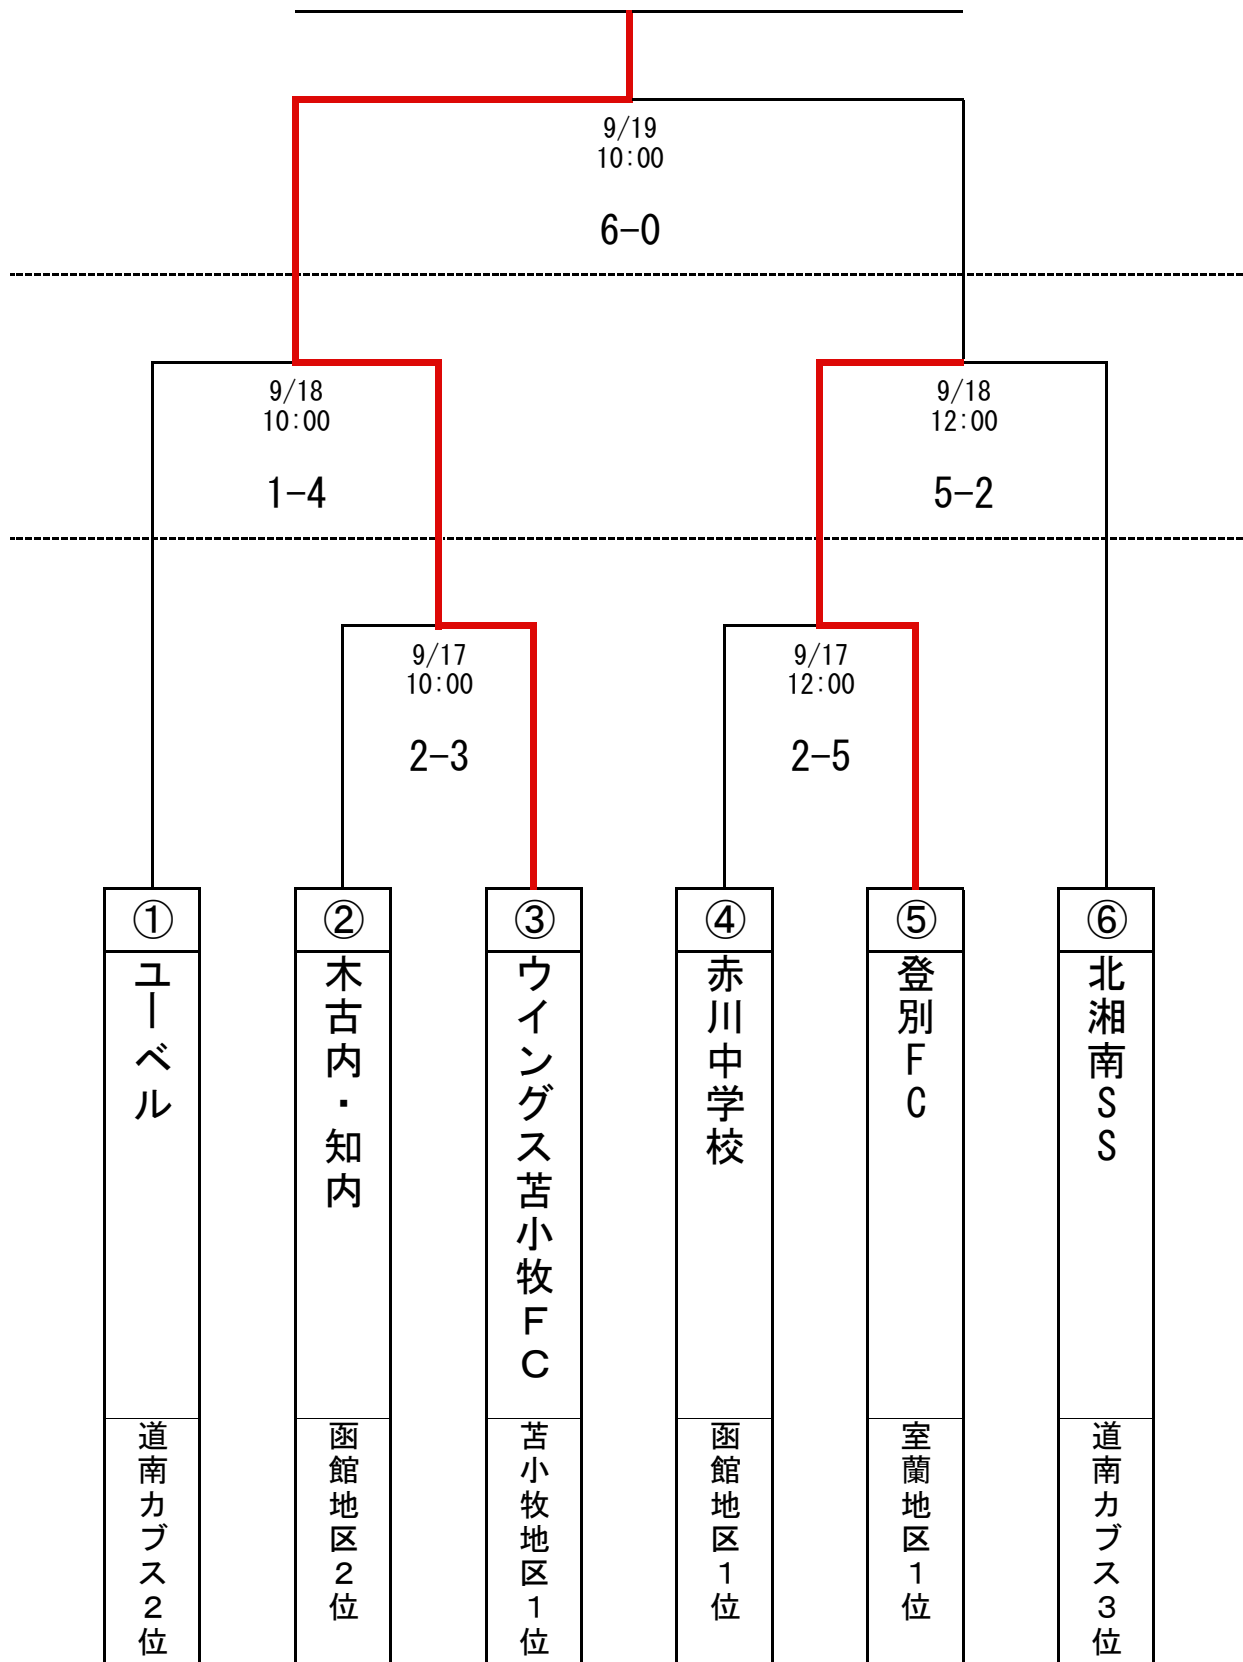 9/19
10:00
6-0
9/18
10:00
1-4
9/18
12:00
5-2
9/17
10:00
2-3
9/17
12:00
2-5
①
ユーベル
道南カブス2位
②
木古内・知内
函館地区2位
③
ウイングス苫小牧FC
苫小牧地区1位
④
赤川中学校
函館地区1位
⑤
登別FC
室蘭地区1位
⑥
北湘南SS
道南カブス3位